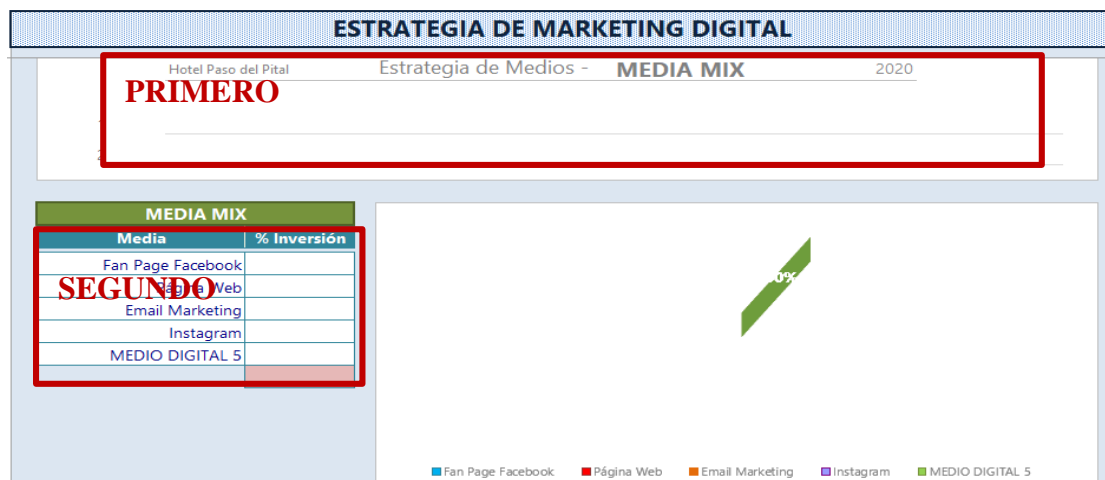 ESTRATEGIA DE MARKETING DIGITAL
Hotel Paso del Pital Estrategia de Medios - MEDIA MIX 2020
PRIMERO
MEDIA MIX
Media % Inversión
Fan Page Facebook
SEGUNDO
Página Web
Email Marketing
Instagram
MEDIO DIGITAL 5
0%
Fan Page Facebook Página Web Email Marketing Instagram MEDIO DIGITAL 5